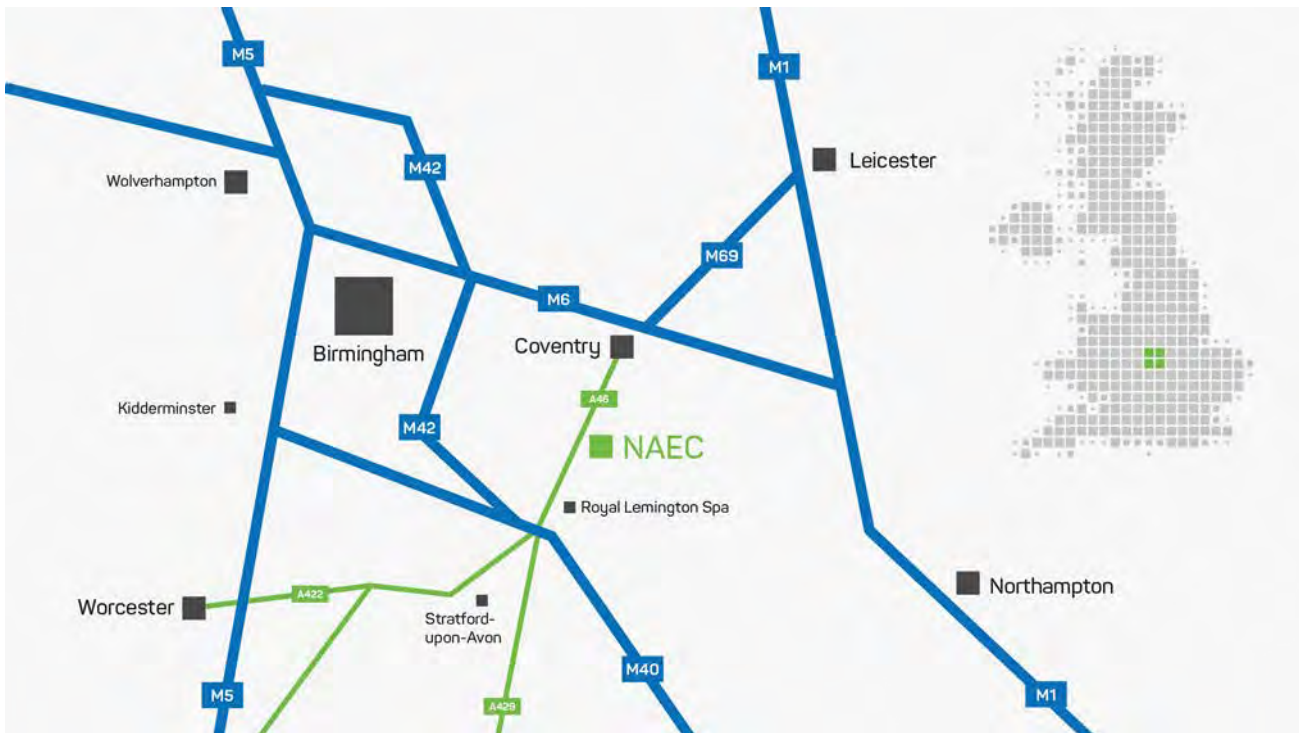 M5
M1
M42
Leicester
Wolverhampton
M69
M6
Birmingham
Coventry
A46
Kidderminster
M42
NAEC
Royal Lemington Spa
Northampton
A422
Worcester
Stratford-
upon-Avon
M40
M5
M1
A429